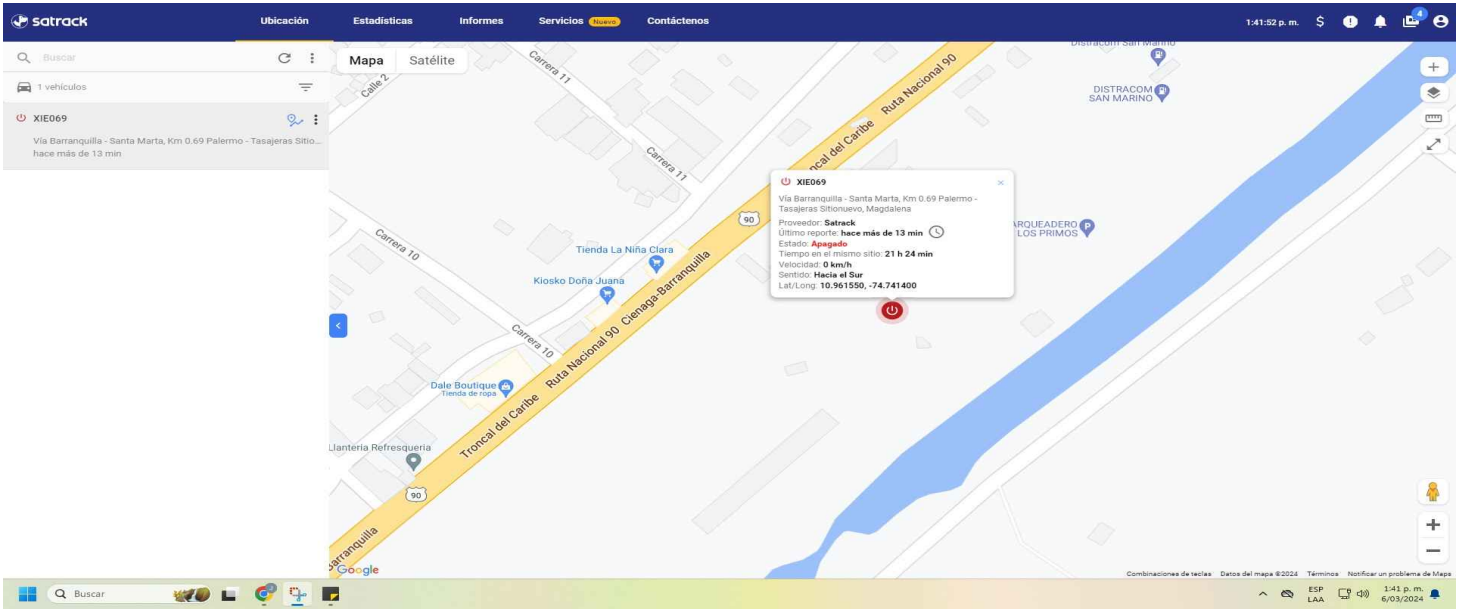 satrack
Ubicación
Estadísticas
Informes
Servicios Nuevo
Contáctenos
1:41:52 p. m.
4
Buscar
1 vehículos
XIE069
Vía Barranquilla - Santa Marta, Km 0.69 Palermo - Tasajeras Sitio...
hace más de 13 min
Mapa
Satélite
Calle 2
Carrera 11
Carrera 11
Carrera 10
Carrera 10
Troncal del Caribe
Ruta Nacional 90
Distracom San Marino
DISTRACOM
SAN MARINO
XIE069
Vía Barranquilla - Santa Marta, Km 0.69 Palermo -
Tasajeras Sitionuevo, Magdalena
Proveedor: Satrack
Último reporte: hace más de 13 min
Estado: Apagado
Tiempo en el mismo sitio: 21 h 24 min
Velocidad: 0 km/h
Sentido: Hacia el Sur
Lat/Long: 10.961550, -74.741400
ARQUEADERO
LOS PRIMOS
90
Tienda La Niña Clara
Kiosko Doña Juana
Cienaga-Barranquilla
Ruta Nacional 90
Troncal del Caribe
Dale Boutique
Tienda de ropa
Llanteria Refresqueria
90
Barranquilla
Google
Combinaciones de teclas
Datos del mapa ©2024
Términos
Notificar un problema de Maps
Buscar
ESP
LAA
1:41 p. m.
6/03/2024